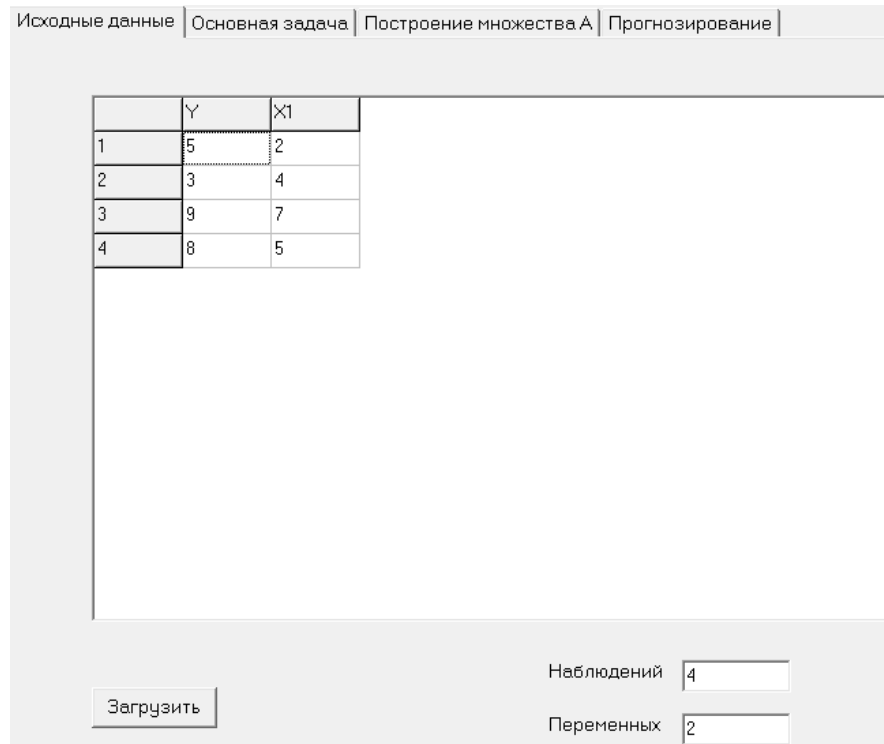 Исходные данные Основная задача Построение множества А Прогнозирование
Y X1
1 5 2
2 3 4
3 9 7
4 8 5
Наблюдений 4
Загрузить
Переменных 2